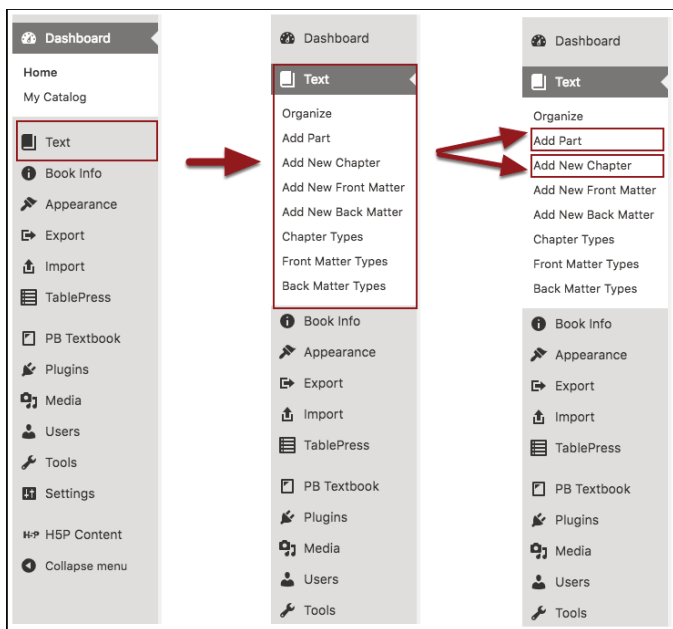 Dashboard
Home
My Catalog
Text
Book Info
Appearance
Export
Import
TablePress
PB Textbook
Plugins
Media
Users
Tools
Settings
H5P H5P Content
Collapse menu
Dashboard
Text
Organize
Add Part
Add New Chapter
Add New Front Matter
Add New Back Matter
Chapter Types
Front Matter Types
Back Matter Types
Book Info
Appearance
Export
Import
TablePress
PB Textbook
Plugins
Media
Users
Tools
Dashboard
Text
Organize
Add Part
Add New Chapter
Add New Front Matter
Add New Back Matter
Chapter Types
Front Matter Types
Back Matter Types
Book Info
Appearance
Export
Import
TablePress
PB Textbook
Plugins
Media
Users
Tools